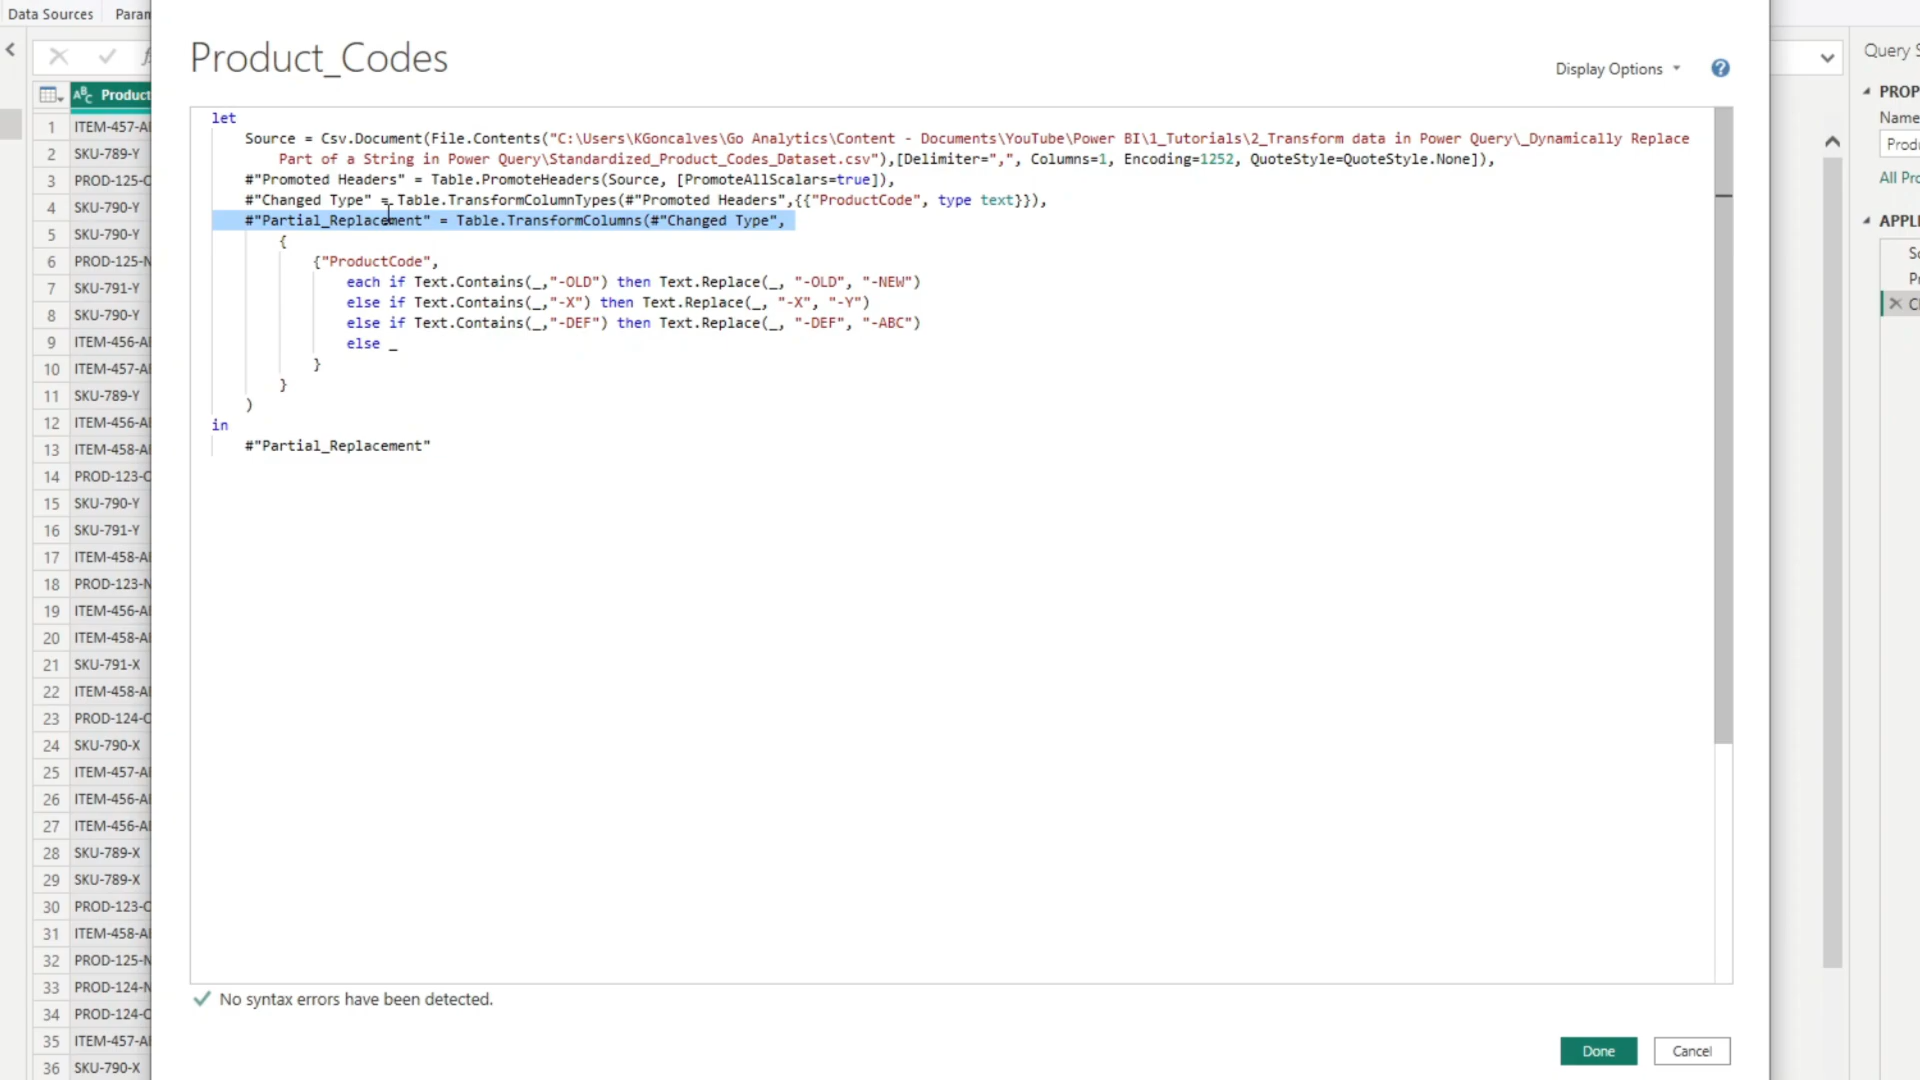 Data Sources
Param
Product_Codes
Display Options
?
Query S
PROP
Name
Produ
All Pro
APPL
So
Pr
Product
let
Source = Csv.Document(File.Contents("C:\Users\KGoncalves\Go Analytics\Content - Documents\YouTube\Power BI\1_Tutorials\2_Transform data in Power Query\_Dynamically Replace
Part of a String in Power Query\Standardized_Product_Codes_Dataset.csv"),[Delimiter=",", Columns=1, Encoding=1252, QuoteStyle=QuoteStyle.None]),
#"Promoted Headers" = Table.PromoteHeaders(Source, [PromoteAllScalars=true]),
#"Changed Type" = Table.TransformColumnTypes(#"Promoted Headers",{{"ProductCode", type text}}),
#"Partial_Replacement" = Table.TransformColumns(#"Changed Type",
{
{"ProductCode",
each if Text.Contains(_,"-OLD") then Text.Replace(_, "-OLD", "-NEW")
else if Text.Contains(_,"-X") then Text.Replace(_, "-X", "-Y")
else if Text.Contains(_,"-DEF") then Text.Replace(_, "-DEF", "-ABC")
else _
}
}
)
in
#"Partial_Replacement"
1 ITEM-457-A
2 SKU-789-Y
3 PROD-125-
4 SKU-790-Y
5 SKU-790-Y
6 PROD-125-N
7 SKU-791-Y
8 SKU-790-Y
9 ITEM-456-A
10 ITEM-457-A
11 SKU-789-Y
12 ITEM-456-A
13 ITEM-458-A
14 PROD-123-
15 SKU-790-Y
16 SKU-791-Y
17 ITEM-458-A
18 PROD-123-N
19 ITEM-456-A
20 ITEM-458-A
21 SKU-791-X
22 ITEM-458-A
23 PROD-124-
24 SKU-790-X
25 ITEM-457-A
26 ITEM-456-A
27 ITEM-456-A
28 SKU-789-X
29 SKU-789-X
30 PROD-123-
31 ITEM-458-A
32 PROD-125-N
33 PROD-124-N
34 PROD-124-
35 ITEM-457-A
36 SKU-790-X
No syntax errors have been detected.
Done
Cancel